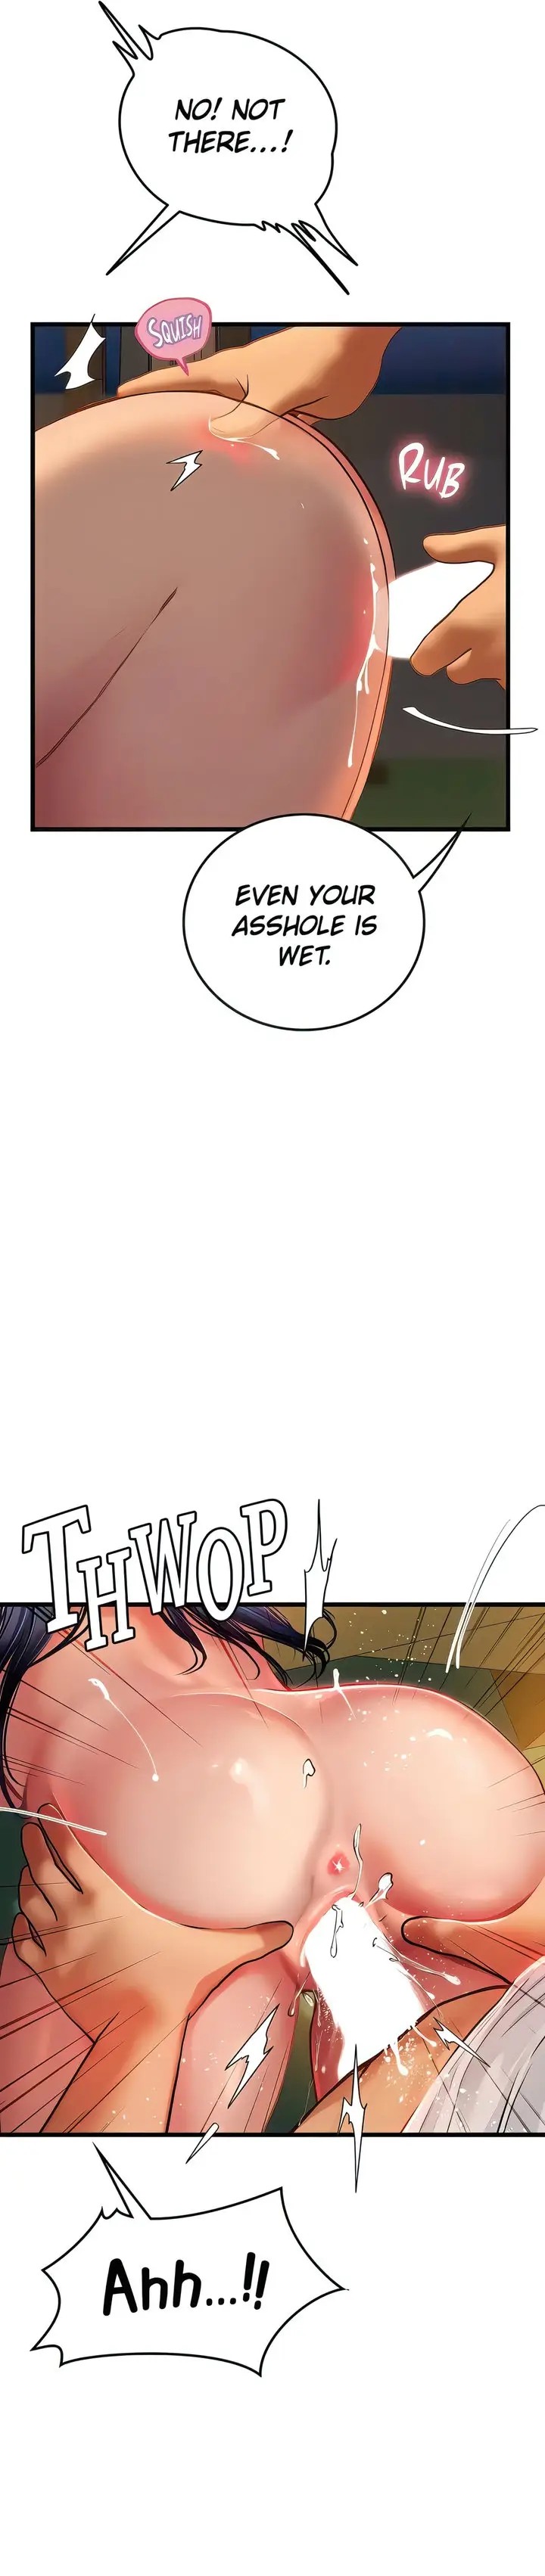 NO! NOT
THERE...!
SQUISH
RUB
EVEN YOUR
ASSHOLE IS
WET.
THWOP
Ahh...!!